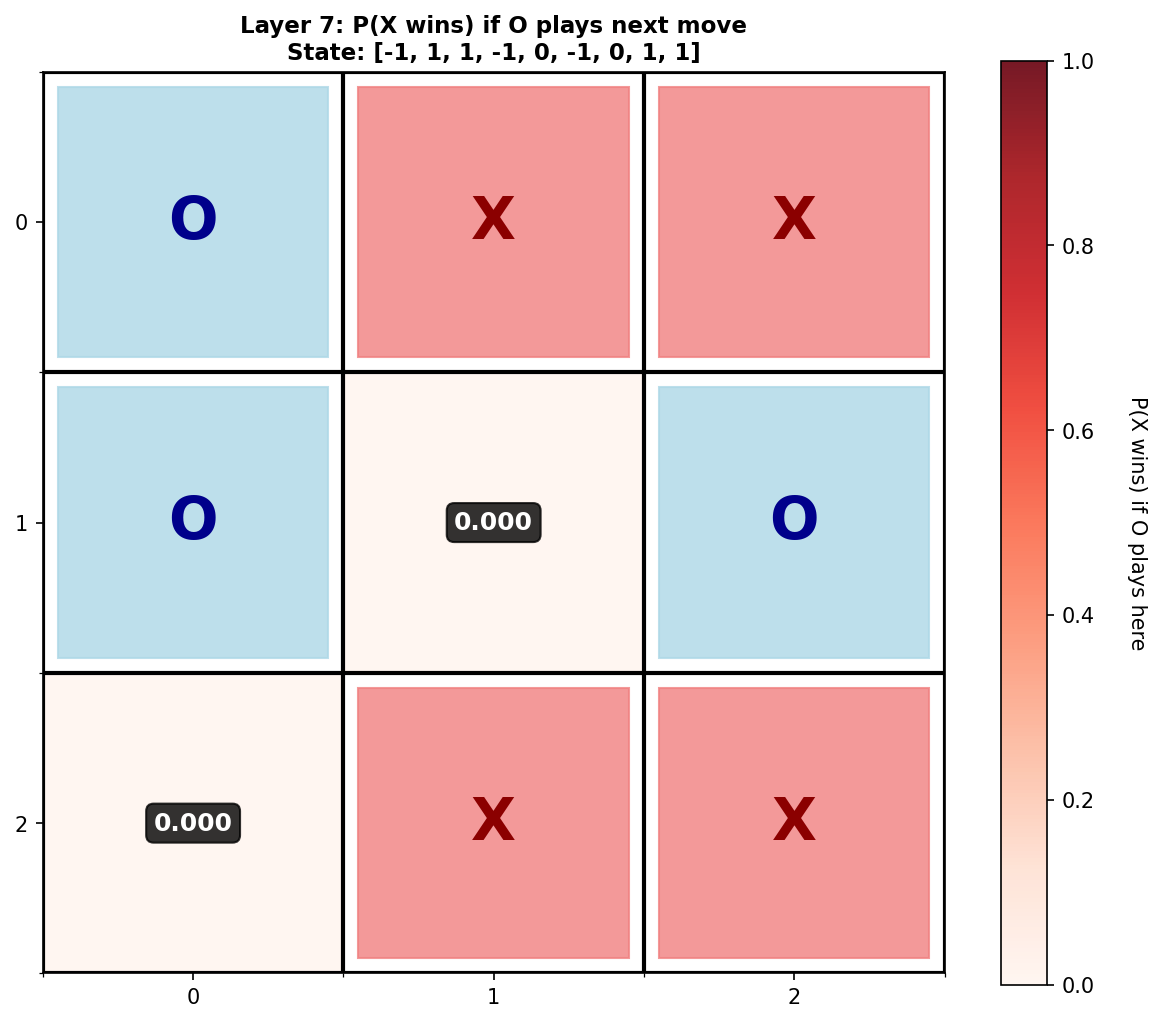 Layer 7: P(X wins) if O plays next move
State: [-1, 1, 1, -1, 0, -1, 0, 1, 1]
1.0
0.8
0.6
0.4
0.2
0.0
P(X wins) if O plays here
0
O
X
X
1
O
0.000
O
2
0.000
X
X
0
1
2